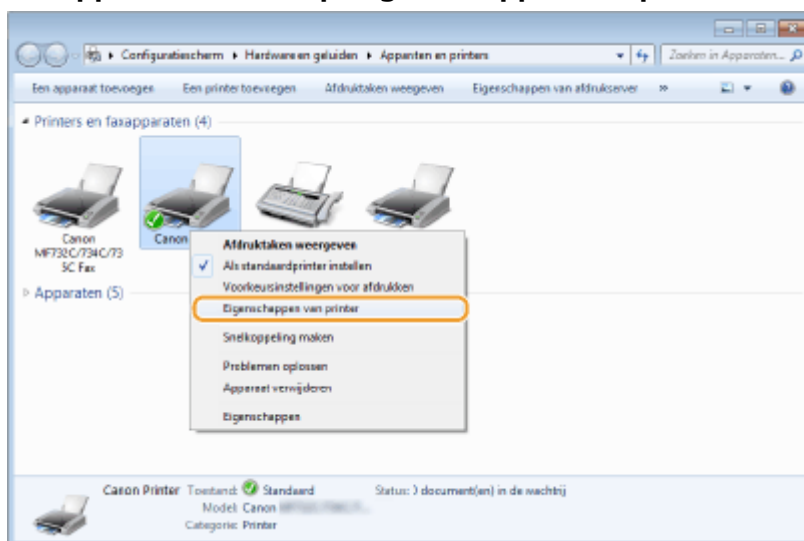 Configuratiescherm ▸ Hardware en geluiden ▸ Apparaten en printers
Zoeken in Apparaten...
Een apparaat toevoegen Een printer toevoegen Afdruktaken weergeven Eigenschappen van afdrukserver »
Printers en faxapparaten (4)
Canon
MF732C/734C/73
5C Fax
Canon
Afdruktaken weergeven
Als standaardprinter instellen
Voorkeursinstellingen voor afdrukken
Eigenschappen van printer
Snelkoppeling maken
Problemen oplossen
Apparaat verwijderen
Eigenschappen
Apparaten (5)
Canon Printer Toestand: Standaard Status: document(en) in de wachtrij
Model: Canon
Categorie: Printer